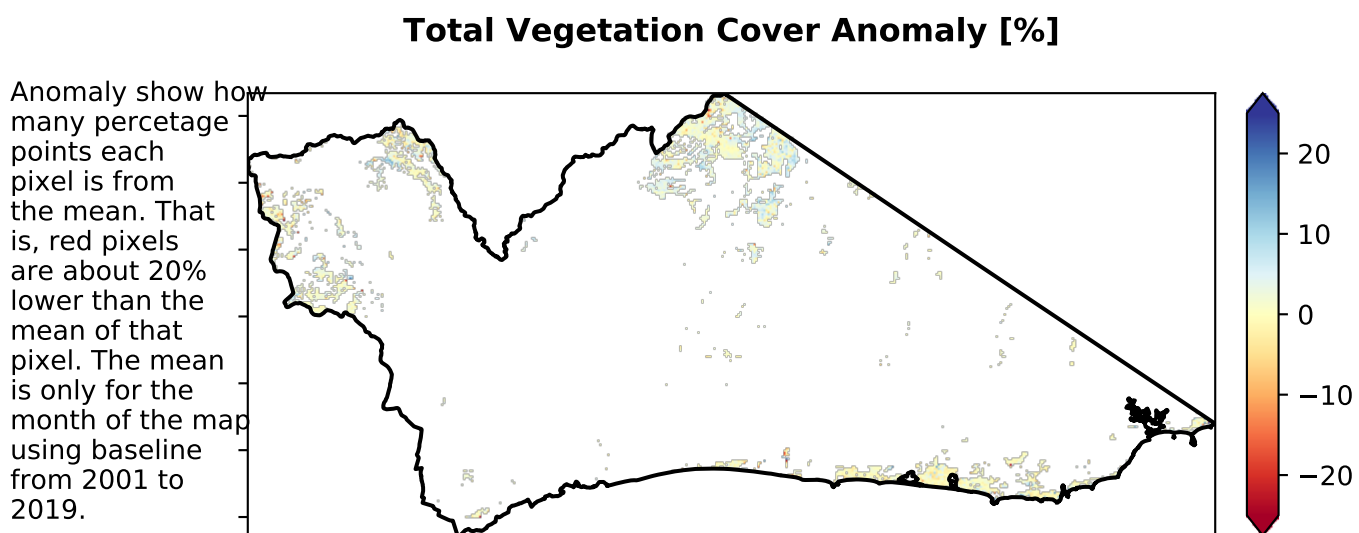 Total Vegetation Cover Anomaly [%]
Anomaly show how
many percetage
points each
pixel is from
the mean. That
is, red pixels
are about 20%
lower than the
mean of that
pixel. The mean
is only for the
month of the map
using baseline
from 2001 to
2019.
20
10
0
−10
−20